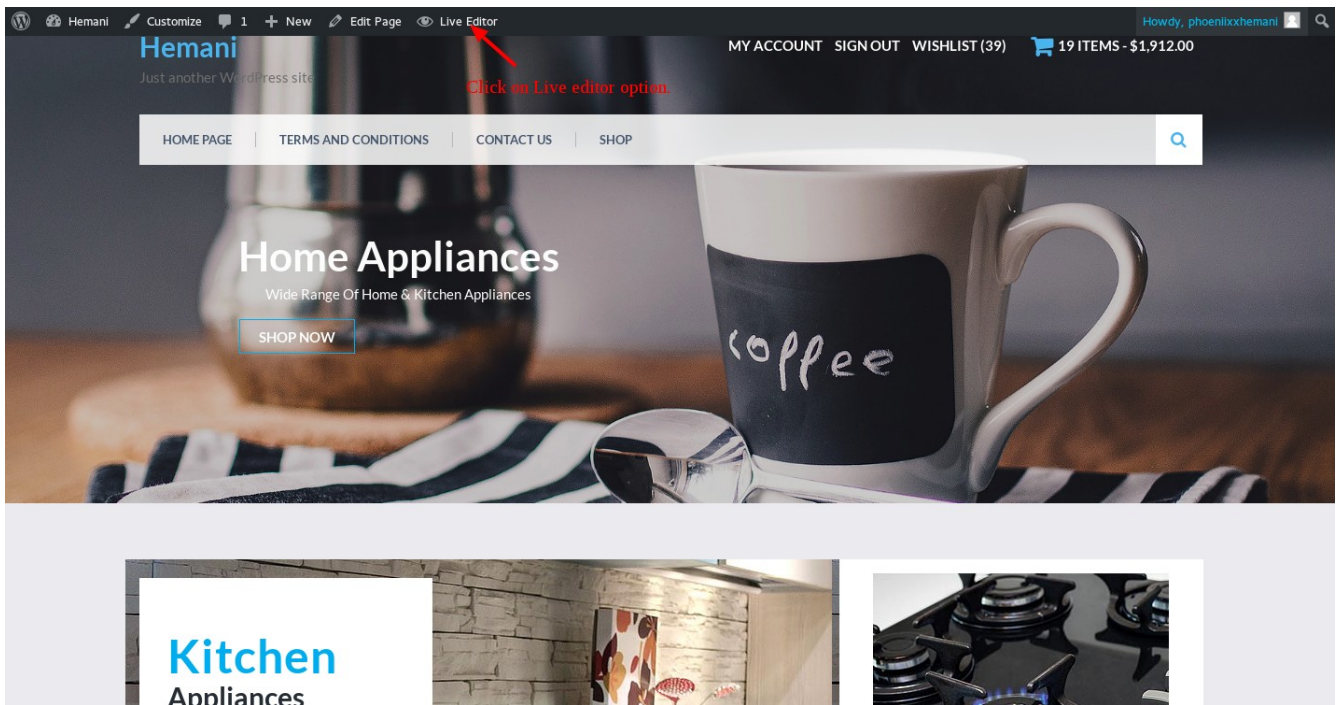 Hemani Customize 1 New Edit Page Live Editor Howdy, phoeniixxhemani
Hemani MY ACCOUNT SIGN OUT WISHLIST (39) 19 ITEMS - $1,912.00
Just another WordPress site
Click on Live editor option.
HOME PAGE TERMS AND CONDITIONS CONTACT US SHOP
Home Appliances
Wide Range Of Home & Kitchen Appliances
SHOP NOW
coffee
Kitchen
Appliances